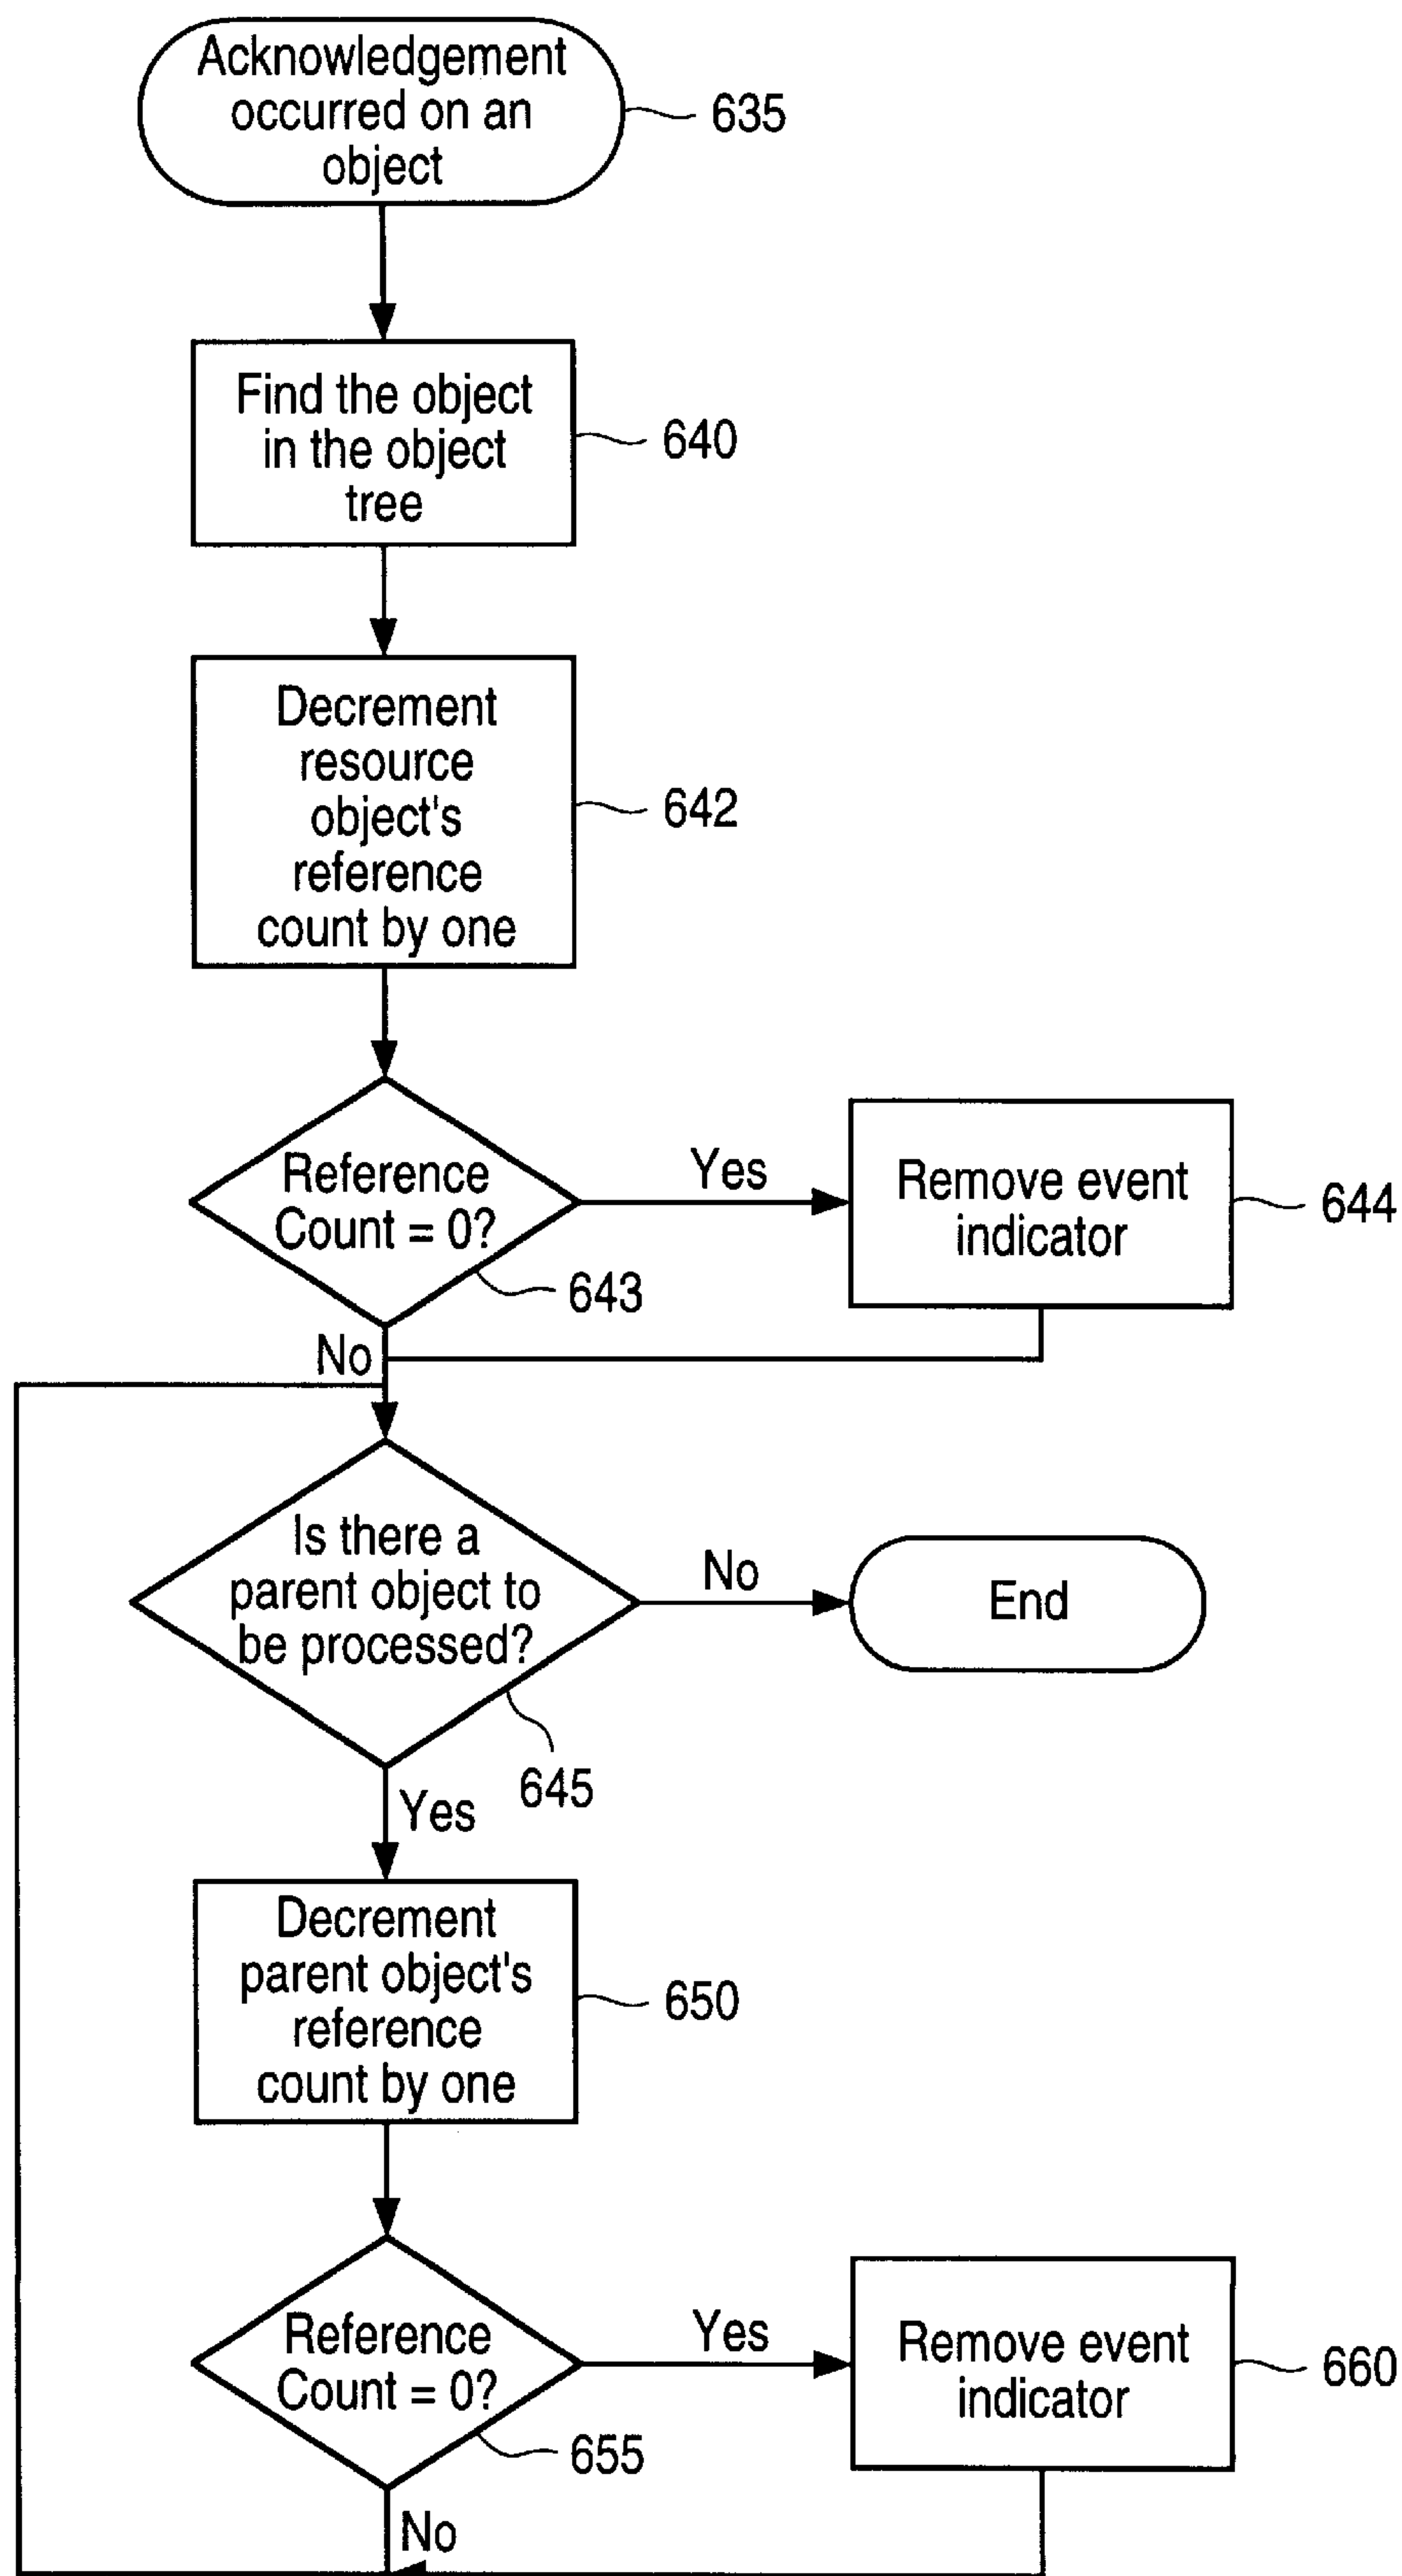 Acknowledgement
occurred on an
object
635
Find the object
in the object
tree
640
Decrement
resource
object's
reference
count by one
642
Reference
Count = 0?
643
Yes
Remove event
indicator
644
No
Is there a
parent object to
be processed?
645
No
End
Yes
Decrement
parent object's
reference
count by one
650
Reference
Count = 0?
655
Yes
Remove event
indicator
660
No